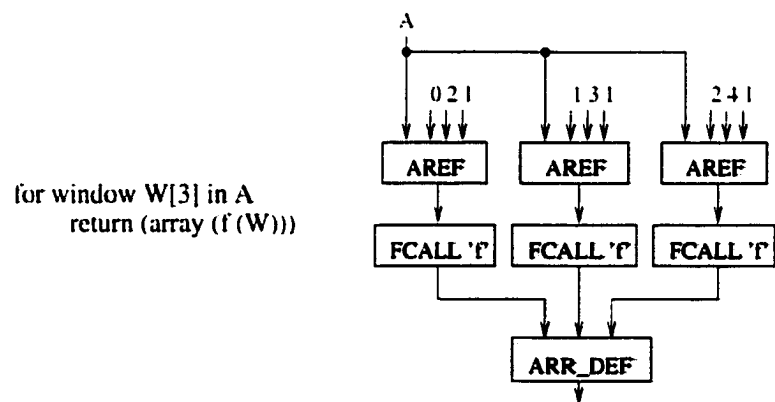 A
0 2 1 1 3 1 2 4 1
AREF AREF AREF
for window W[3] in A
return (array (f (W)))
FCALL 'f' FCALL 'f' FCALL 'f'
ARR_DEF